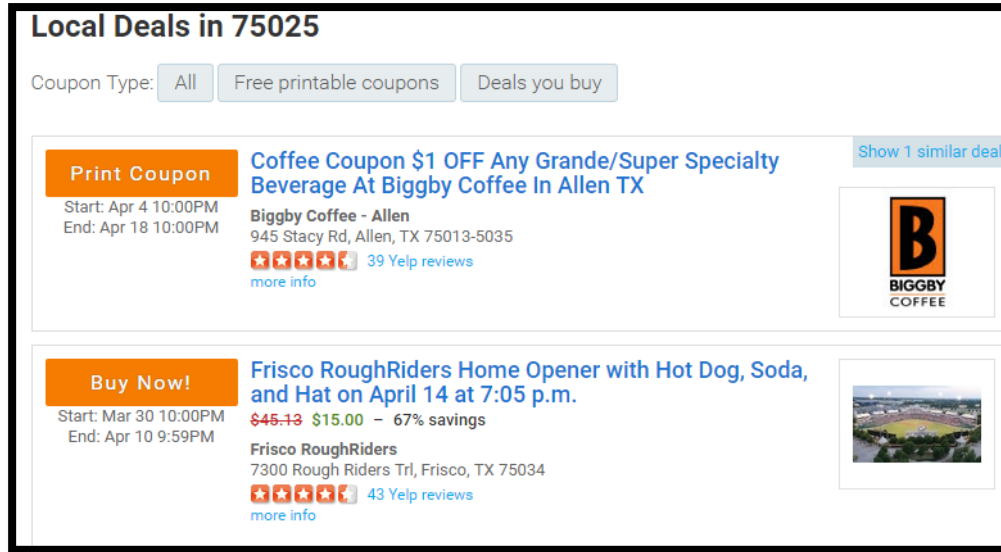 Local Deals in 75025
Coupon Type: All Free printable coupons Deals you buy
Print Coupon
Start: Apr 4 10:00PM
End: Apr 18 10:00PM
Coffee Coupon $1 OFF Any Grande/Super Specialty
Beverage At Biggby Coffee In Allen TX
Biggby Coffee - Allen
945 Stacy Rd, Allen, TX 75013-5035
39 Yelp reviews
more info
Show 1 similar deal
B
BIGGBY
COFFEE
Buy Now!
Start: Mar 30 10:00PM
End: Apr 10 9:59PM
Frisco RoughRiders Home Opener with Hot Dog, Soda,
and Hat on April 14 at 7:05 p.m.
$45.13 $15.00 – 67% savings
Frisco RoughRiders
7300 Rough Riders Trl, Frisco, TX 75034
43 Yelp reviews
more info